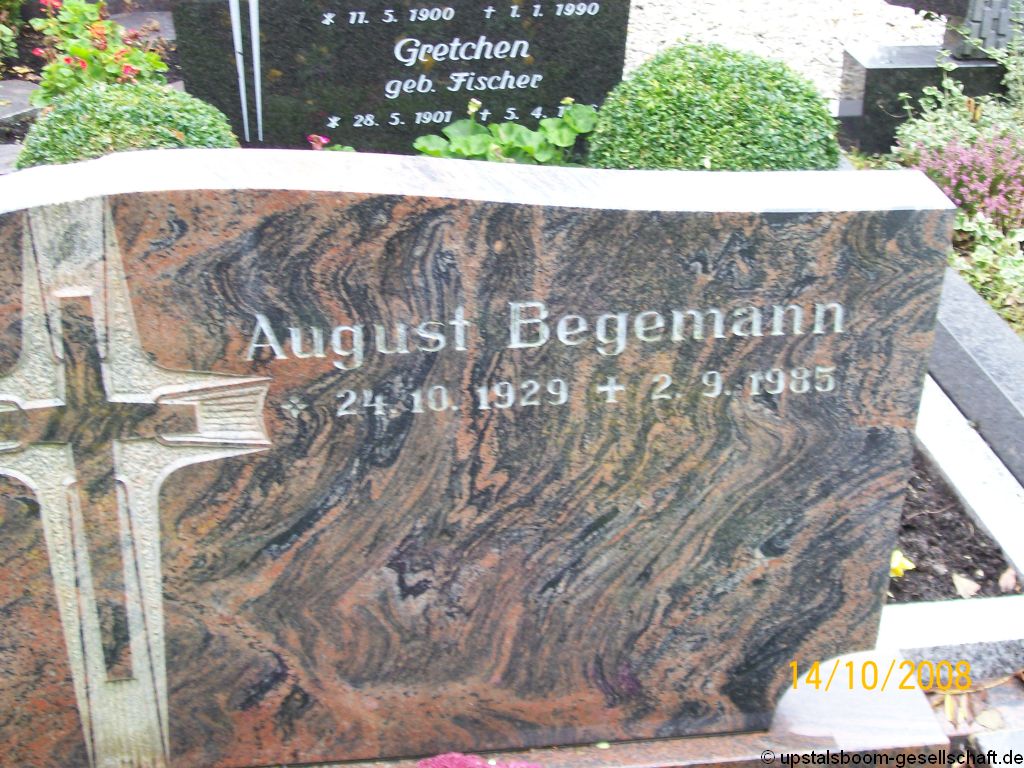 * 11. 5. 1900 † 1. 1. 1990
Gretchen
geb. Fischer
* 28. 5. 1901 † 5. 4.
August Begemann
* 24. 10. 1929 † 2. 9. 1985
14/10/2008
© upstalsboom-gesellschaft.de